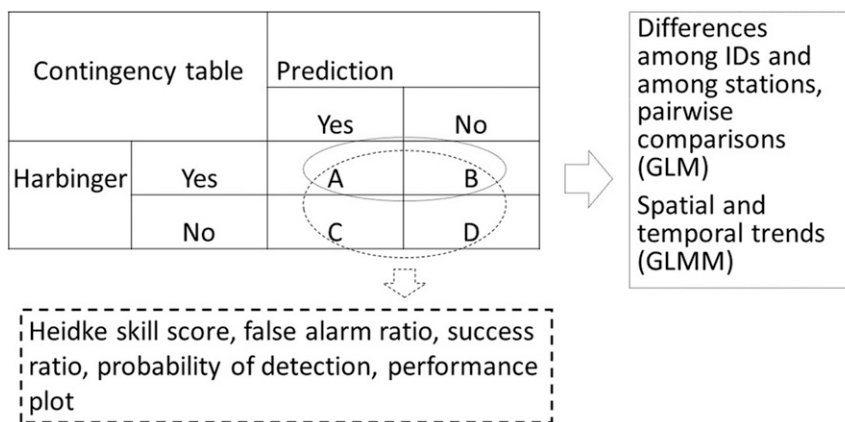 Contingency table Prediction
Yes No
Harbinger Yes A B
No C D
Differences
among IDs and
among stations,
pairwise
comparisons
(GLM)
Spatial and
temporal trends
(GLMM)
Heidke skill score, false alarm ratio, success
ratio, probability of detection, performance
plot